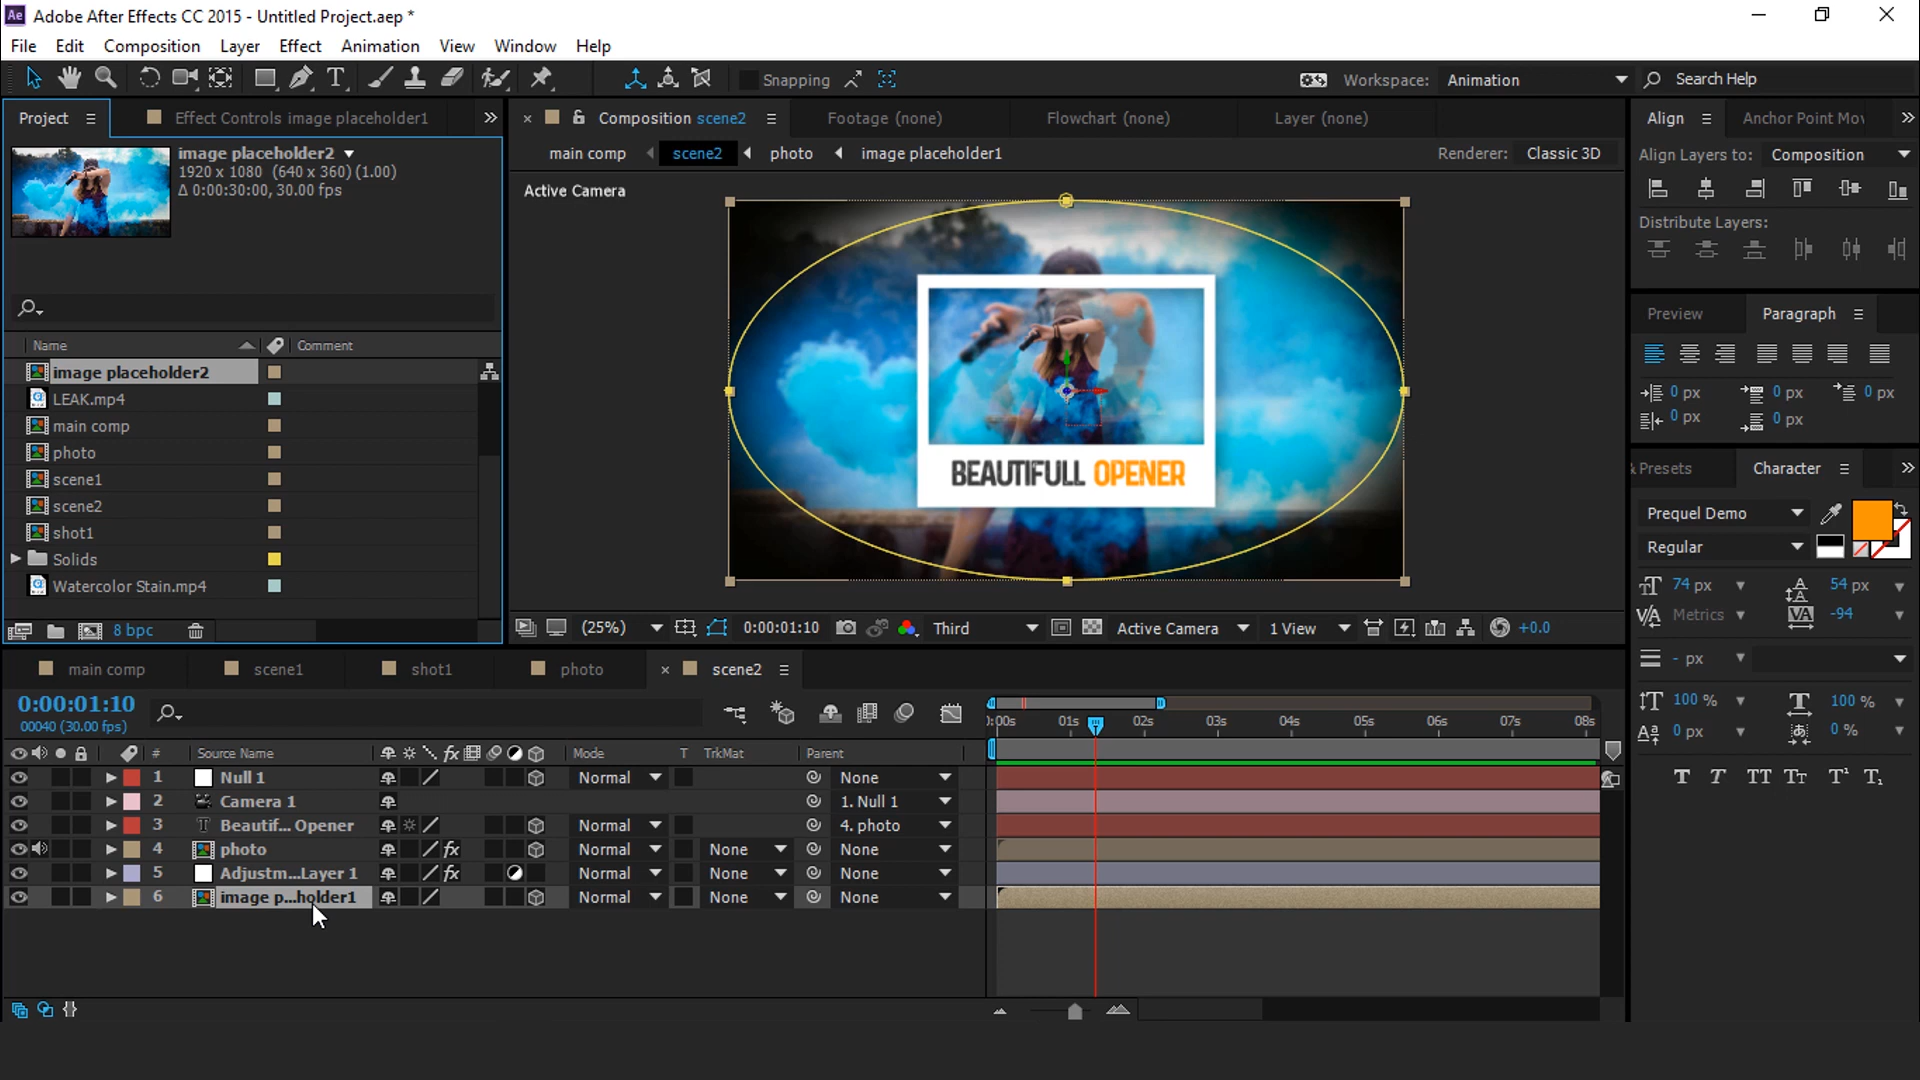 Adobe After Effects CC 2015 - Untitled Project.aep *
File Edit Composition Layer Effect Animation View Window Help
Snapping
Workspace: Animation
Search Help
Project
Effect Controls image placeholder1
image placeholder2
1920 x 1080 (640 x 360) (1.00)
Δ 0:00:30:00, 30.00 fps
Name Comment
image placeholder2
LEAK.mp4
main comp
photo
scene1
scene2
shot1
Solids
Watercolor Stain.mp4
8 bpc
Composition scene2
Footage (none)
Flowchart (none)
Layer (none)
main comp scene2 photo image placeholder1
Renderer: Classic 3D
Active Camera
BEAUTIFULL OPENER
(25%) 0:00:01:10 Third Active Camera 1 View +0.0
Align Anchor Point Mov
Align Layers to: Composition
Distribute Layers:
Preview Paragraph
0 px 0 px 0 px
0 px 0 px
& Presets Character
Prequel Demo
Regular
74 px 54 px
Metrics -94
- px
100 % 100 %
0 px 0 %
T T TT Tт T¹ T₁
main comp scene1 shot1 photo scene2
0:00:01:10
00040 (30.00 fps)
# Source Name fx Mode T TrkMat Parent
0:00s 01s 02s 03s 04s 05s 06s 07s 08s
1 Null 1 Normal None
2 Camera 1 1. Null 1
3 Beautif... Opener Normal 4. photo
4 photo fx Normal None None
5 Adjustm...Layer 1 fx Normal None None
6 image p...holder1 Normal None None